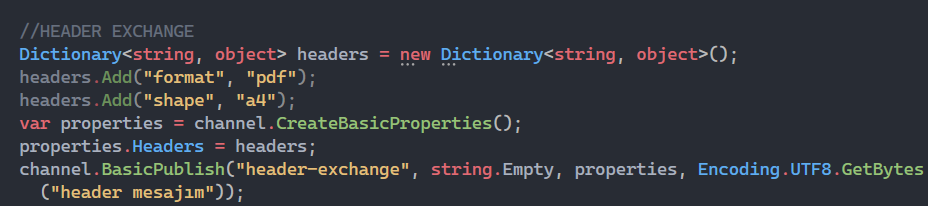 //HEADER EXCHANGE
Dictionary<string, object> headers = new Dictionary<string, object>();
headers.Add("format", "pdf");
headers.Add("shape", "a4");
var properties = channel.CreateBasicProperties();
properties.Headers = headers;
channel.BasicPublish("header-exchange", string.Empty, properties, Encoding.UTF8.GetBytes
("header mesajım"));